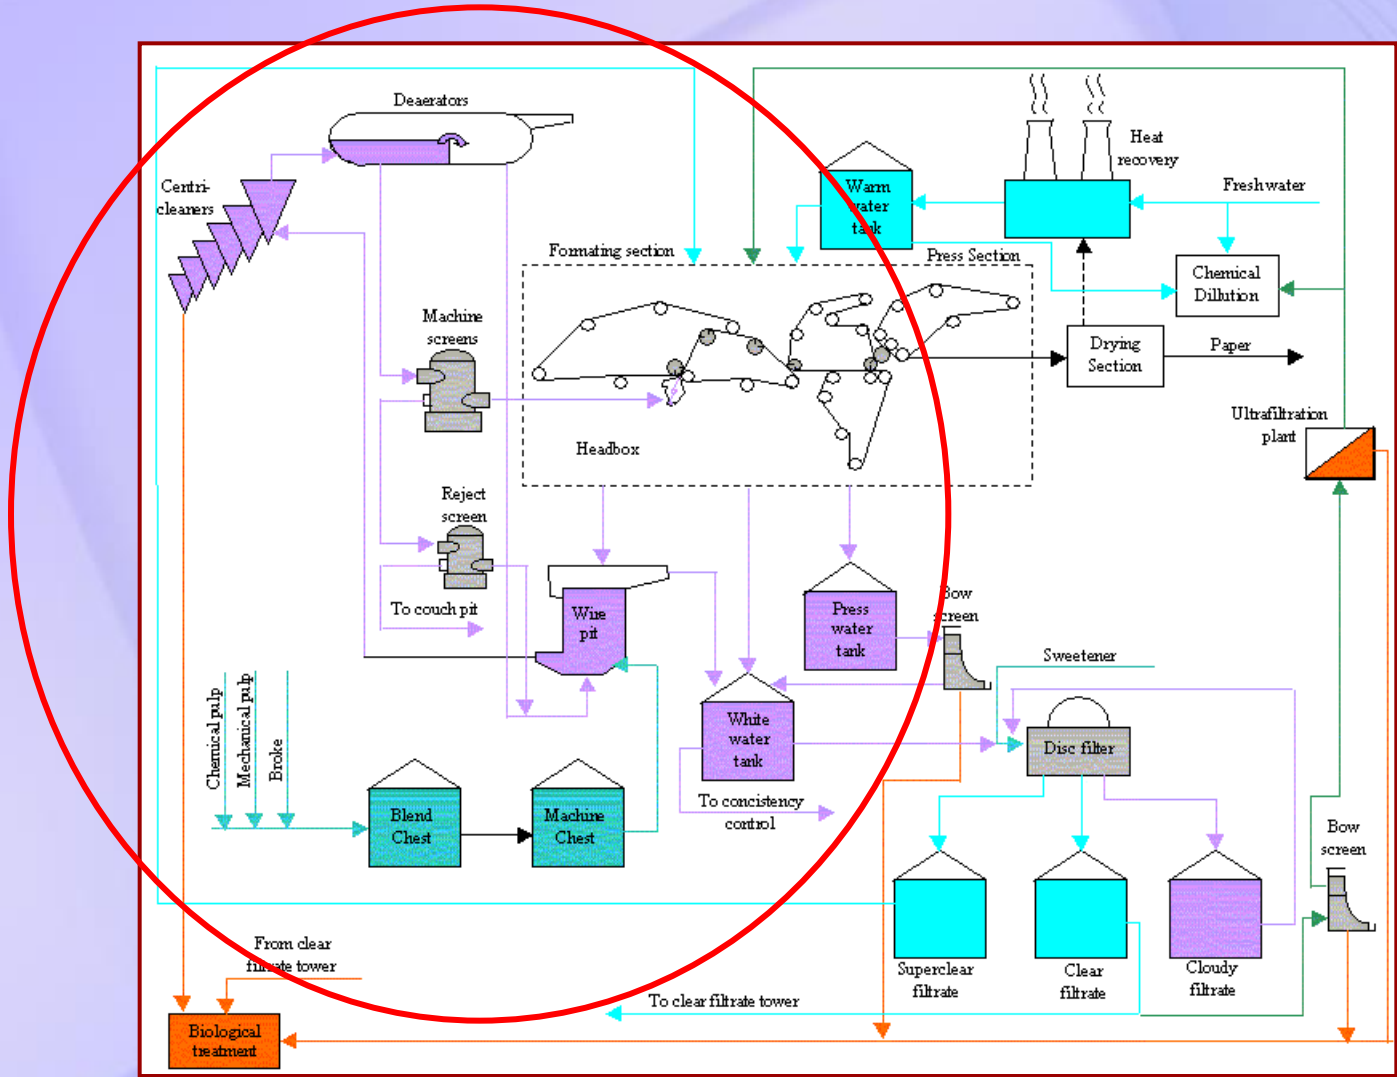 Deaerators
Centri-
cleaners
Heat
recovery
Warm
water
tank
Fresh water
Formating section
Press Section
Chemical
Dillution
Machine
screens
Drying
Section
Paper
Ultrafiltration
plant
Headbox
Reject
screen
To couch pit
Wire
pit
Press
water
tank
Bow
screen
Sweetener
Chemical pulp
Mechanical pulp
Broke
White
water
tank
Disc filter
To concistency
control
Blend
Chest
Machine
Chest
Bow
screen
From clear
filtrate tower
Superclear
filtrate
Clear
filtrate
Cloudy
filtrate
To clear filtrate tower
Biological
treatment